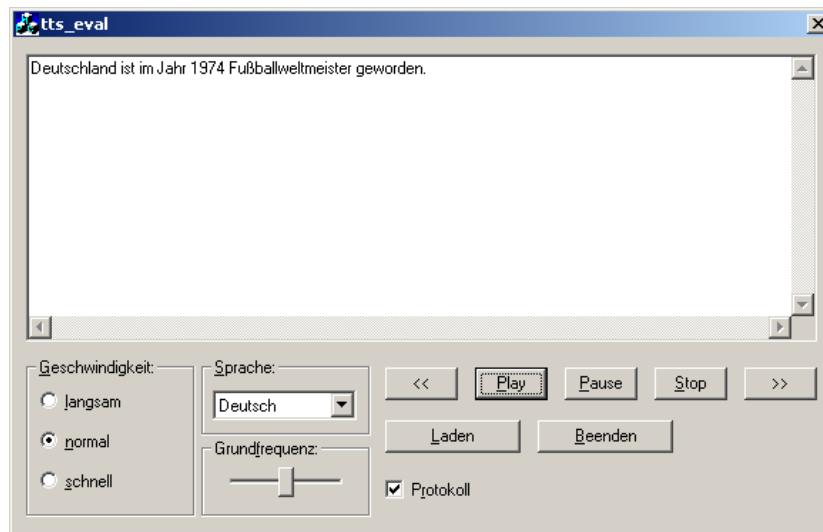 tts_eval
Deutschland ist im Jahr 1974 Fußballweltmeister geworden.
Geschwindigkeit:
langsam
normal
schnell
Sprache:
Deutsch
Grundfrequenz:
<< Play Pause Stop >>
Laden Beenden
Protokoll